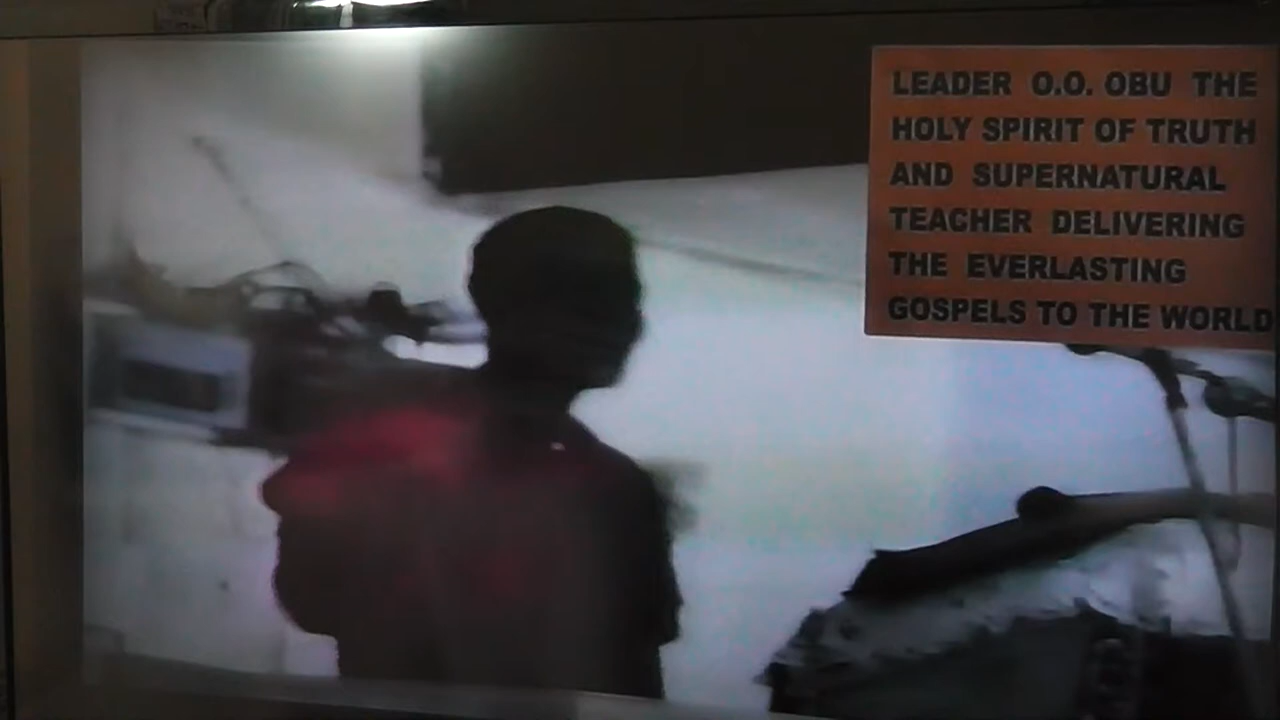 LEADER O.O. OBU THE
HOLY SPIRIT OF TRUTH
AND SUPERNATURAL
TEACHER DELIVERING
THE EVERLASTING
GOSPELS TO THE WORLD